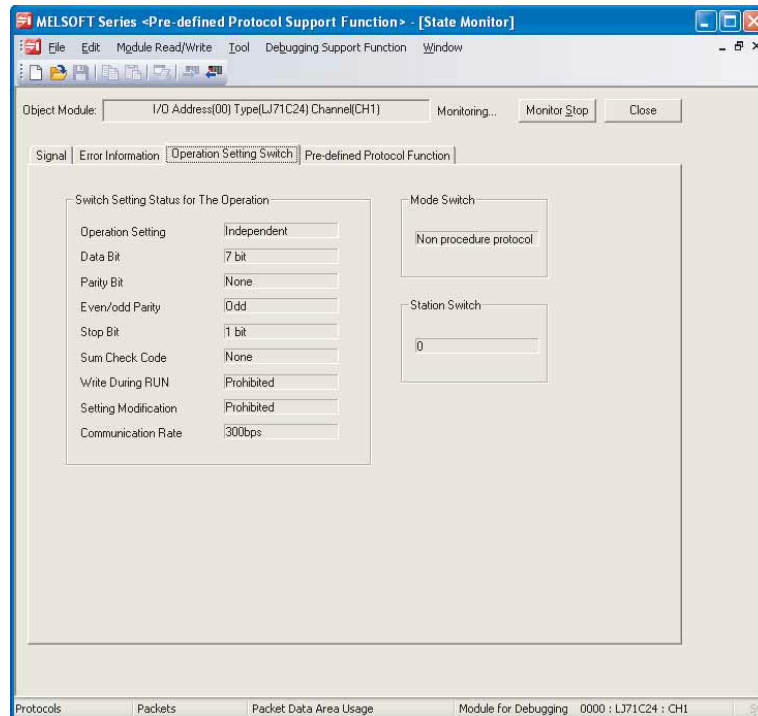 MELSOFT Series <Pre-defined Protocol Support Function> - [State Monitor]
File Edit Module Read/Write Tool Debugging Support Function Window
Object Module: I/O Address(00) Type(LJ71C24) Channel(CH1) Monitoring... Monitor Stop Close
Signal Error Information Operation Setting Switch Pre-defined Protocol Function
Switch Setting Status for The Operation
Operation Setting Independent
Data Bit 7 bit
Parity Bit None
Even/odd Parity Odd
Stop Bit 1 bit
Sum Check Code None
Write During RUN Prohibited
Setting Modification Prohibited
Communication Rate 300bps
Mode Switch
Non procedure protocol
Station Switch
0
Protocols Packets Packet Data Area Usage Module for Debugging 0000 : LJ71C24 : CH1